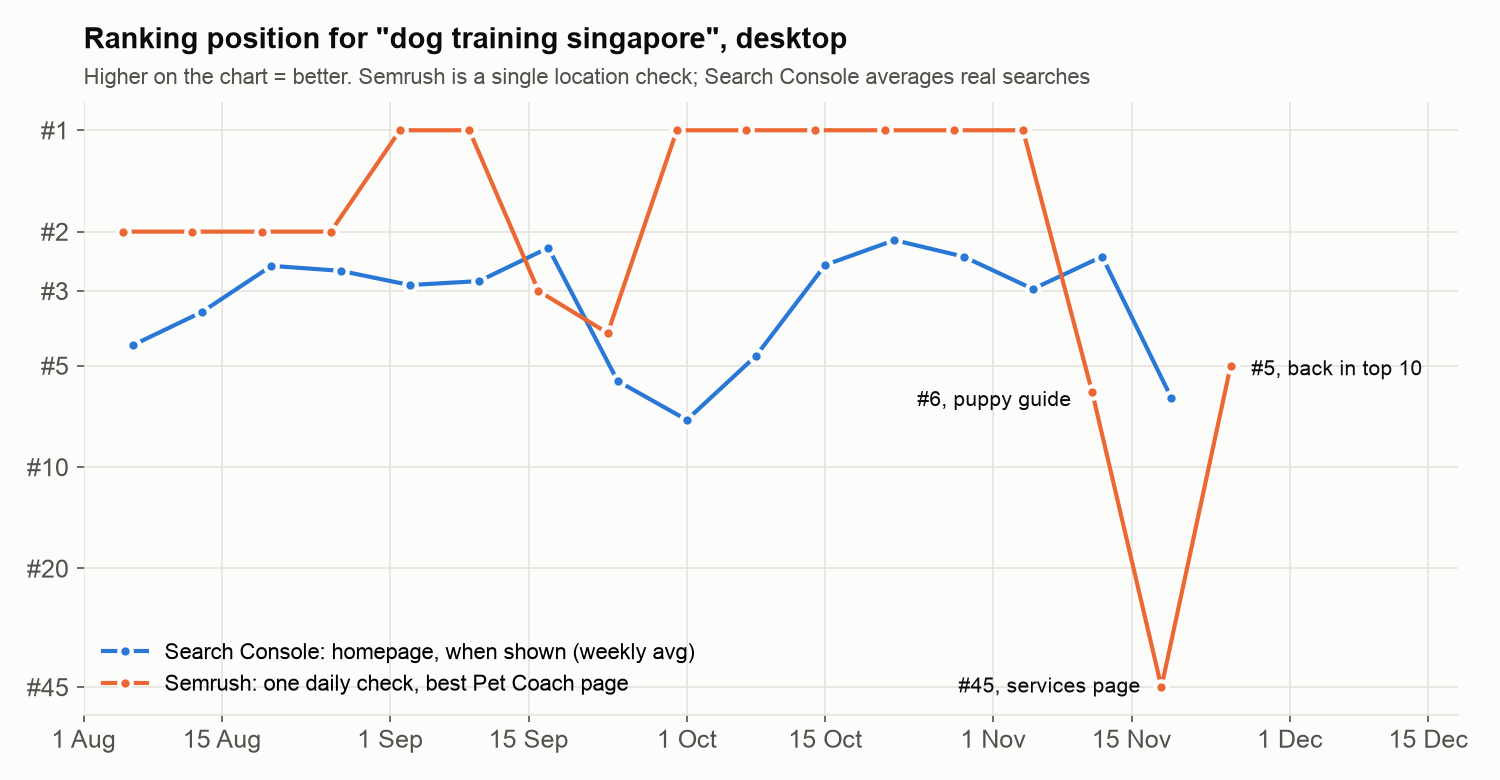 Ranking position for "dog training singapore", desktop
Higher on the chart = better. Semrush is a single location check; Search Console averages real searches
#1
#2
#3
#5
#10
#20
#45
#5, back in top 10
#6, puppy guide
#45, services page
Search Console: homepage, when shown (weekly avg)
Semrush: one daily check, best Pet Coach page
1 Aug
15 Aug
1 Sep
15 Sep
1 Oct
15 Oct
1 Nov
15 Nov
1 Dec
15 Dec